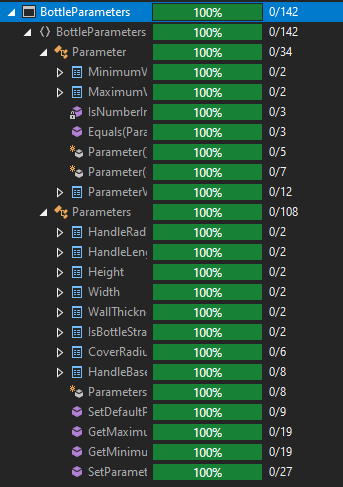 BottleParameters 100% 0/142
BottleParameters 100% 0/142
Parameter 100% 0/34
MinimumV 100% 0/2
MaximumV 100% 0/2
IsNumberIn 100% 0/3
Equals(Para 100% 0/3
Parameter( 100% 0/5
Parameter( 100% 0/7
ParameterV 100% 0/12
Parameters 100% 0/108
HandleRad 100% 0/2
HandleLeng 100% 0/2
Height 100% 0/2
Width 100% 0/2
WallThickn 100% 0/2
IsBottleStra 100% 0/2
CoverRadiu 100% 0/6
HandleBase 100% 0/8
Parameters 100% 0/8
SetDefaultP 100% 0/9
GetMaximu 100% 0/19
GetMinimu 100% 0/19
SetParamet 100% 0/27